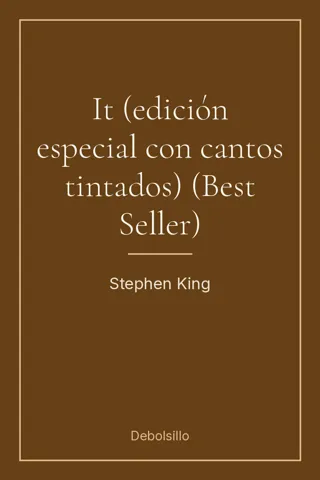 It (edición
especial con cantos
tintados) (Best
Seller)
Stephen King
Debolsillo